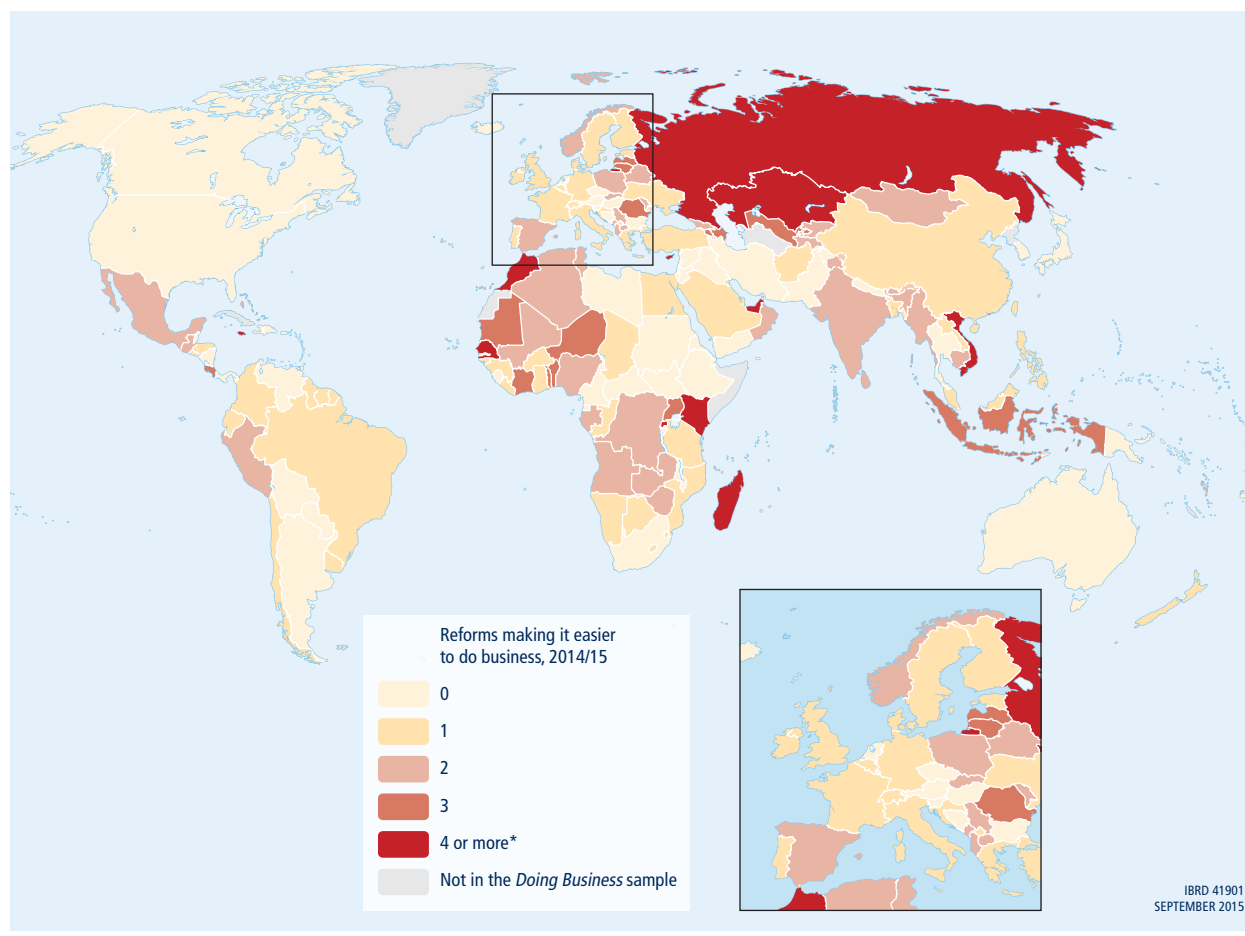 Reforms making it easier
to do business, 2014/15
0
1
2
3
4 or more*
Not in the Doing Business sample
IBRD 41901
SEPTEMBER 2015